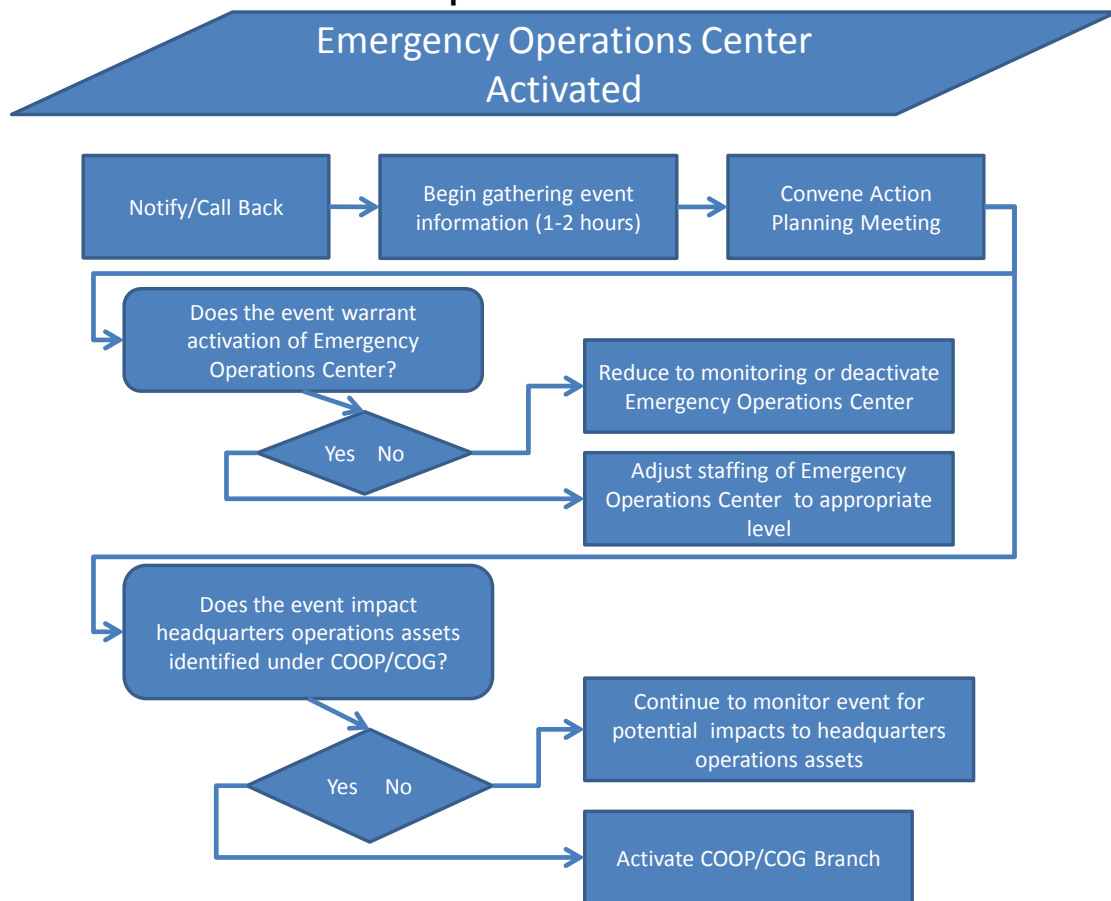 Emergency Operations Center
Activated
Notify/Call Back
Begin gathering event
information (1-2 hours)
Convene Action
Planning Meeting
Does the event warrant
activation of Emergency
Operations Center?
Reduce to monitoring or deactivate
Emergency Operations Center
Yes No
Adjust staffing of Emergency
Operations Center to appropriate
level
Does the event impact
headquarters operations assets
identified under COOP/COG?
Continue to monitor event for
potential impacts to headquarters
operations assets
Yes No
Activate COOP/COG Branch